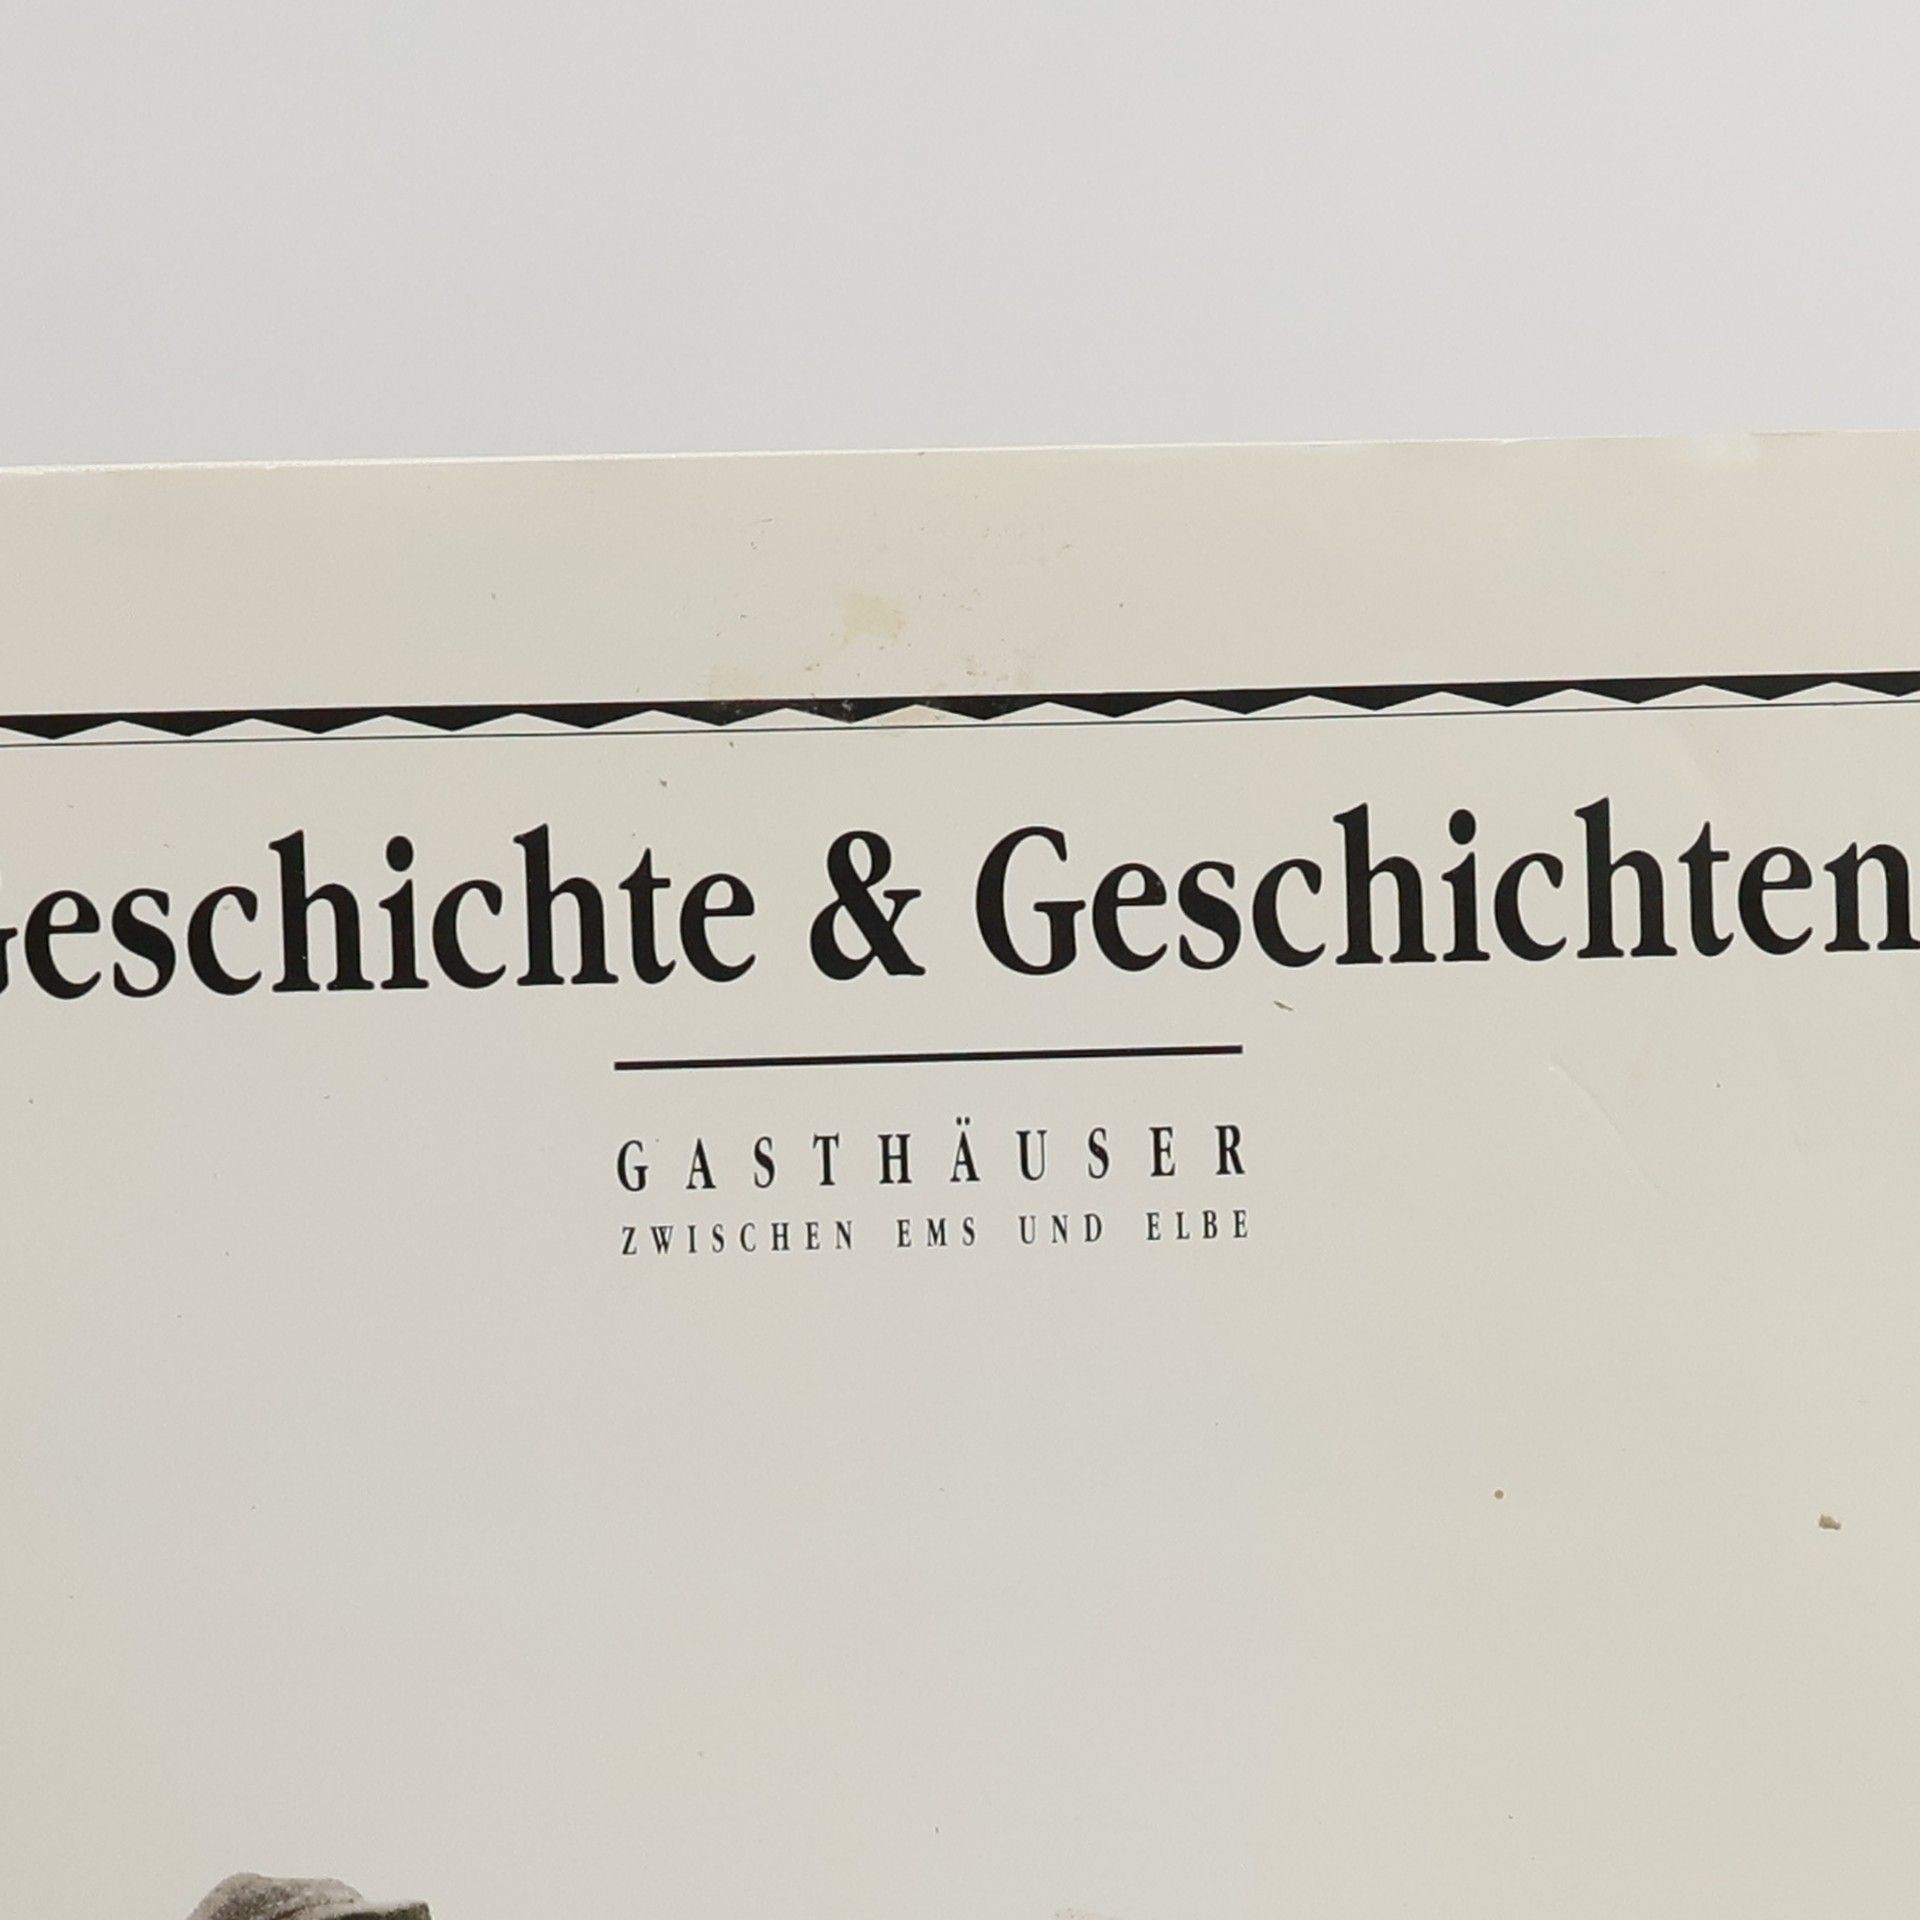 Geschichte & Geschichten
GASTHÄUSER
ZWISCHEN EMS UND ELBE